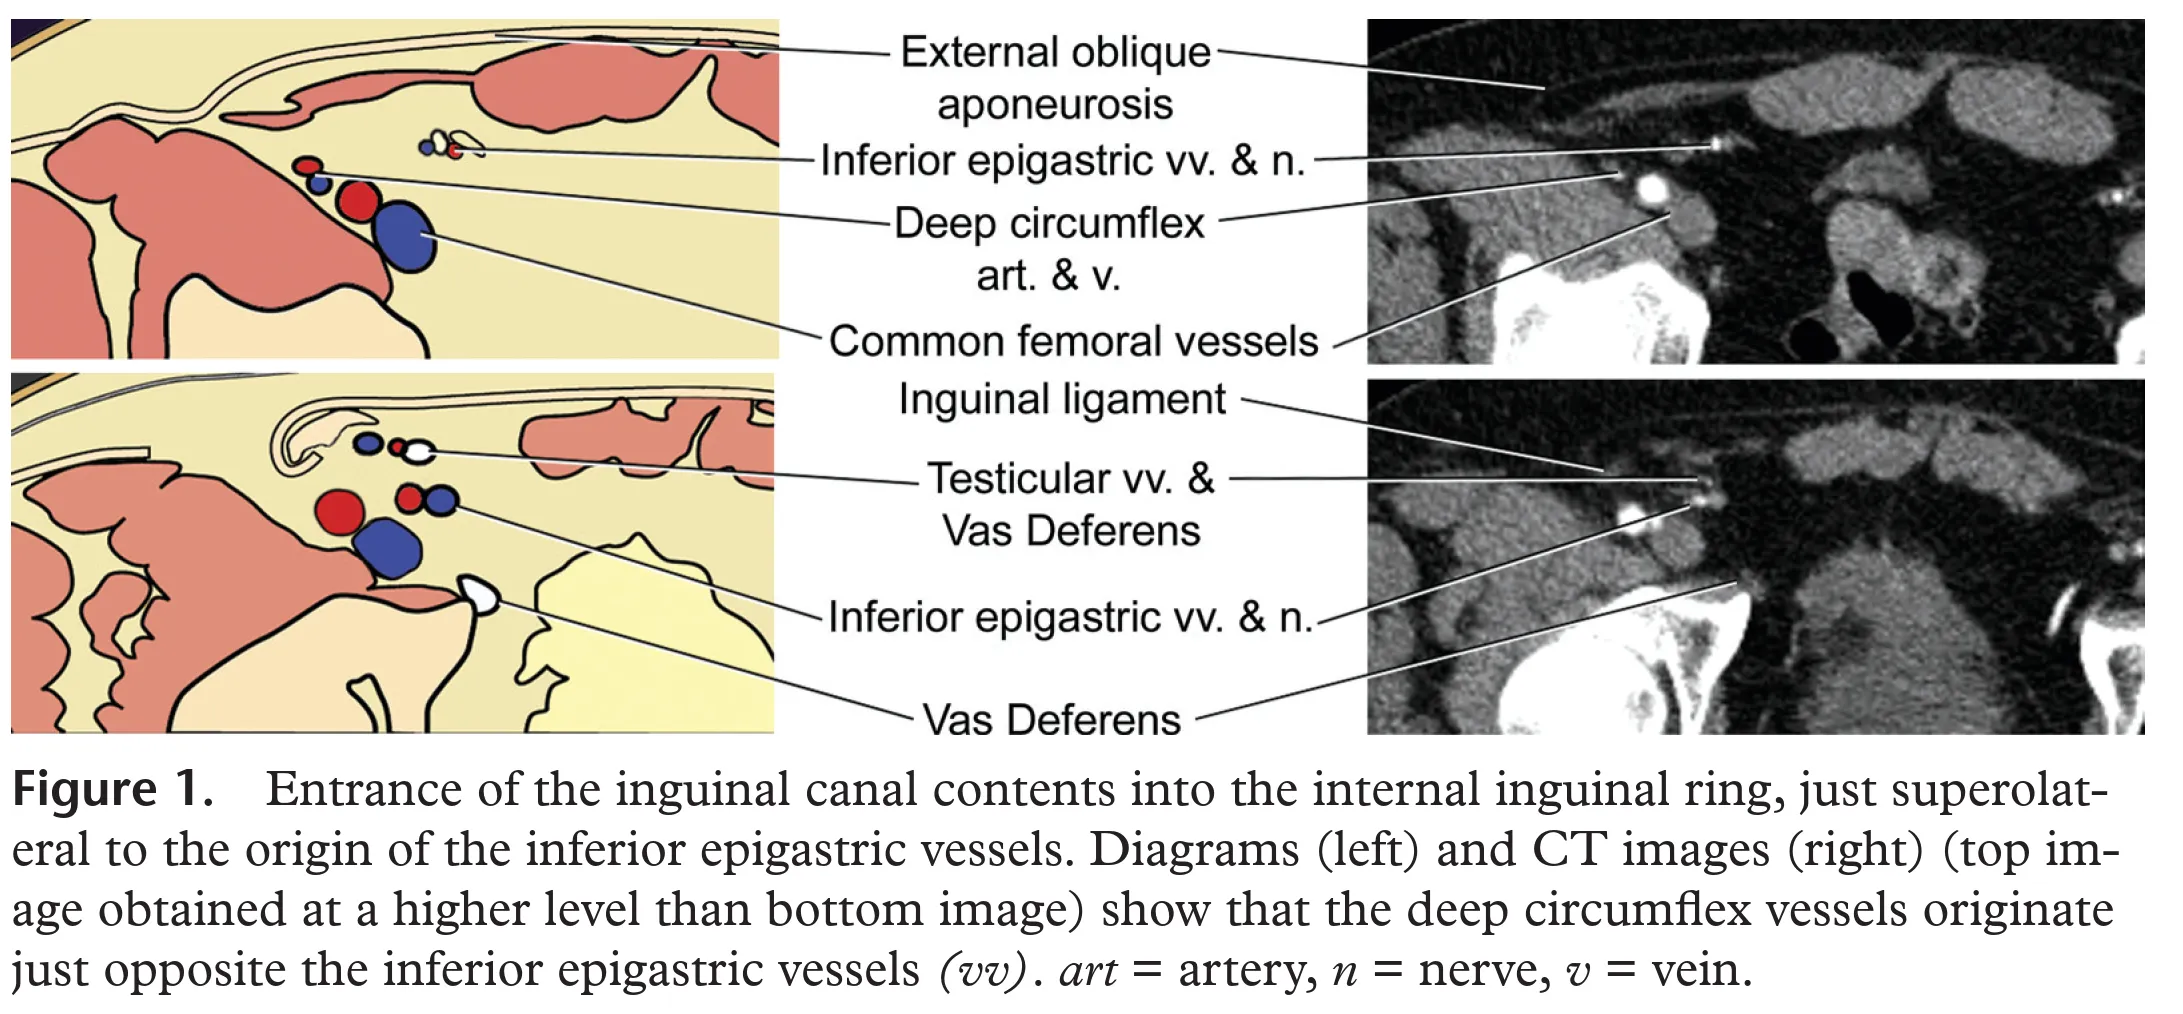 External oblique
aponeurosis
Inferior epigastric vv. & n.
Deep circumflex
art. & v.
Common femoral vessels
Inguinal ligament
Testicular vv. &
Vas Deferens
Inferior epigastric vv. & n.
Vas Deferens
Figure 1. Entrance of the inguinal canal contents into the internal inguinal ring, just superolat-
eral to the origin of the inferior epigastric vessels. Diagrams (left) and CT images (right) (top im-
age obtained at a higher level than bottom image) show that the deep circumflex vessels originate
just opposite the inferior epigastric vessels (vv). art = artery, n = nerve, v = vein.